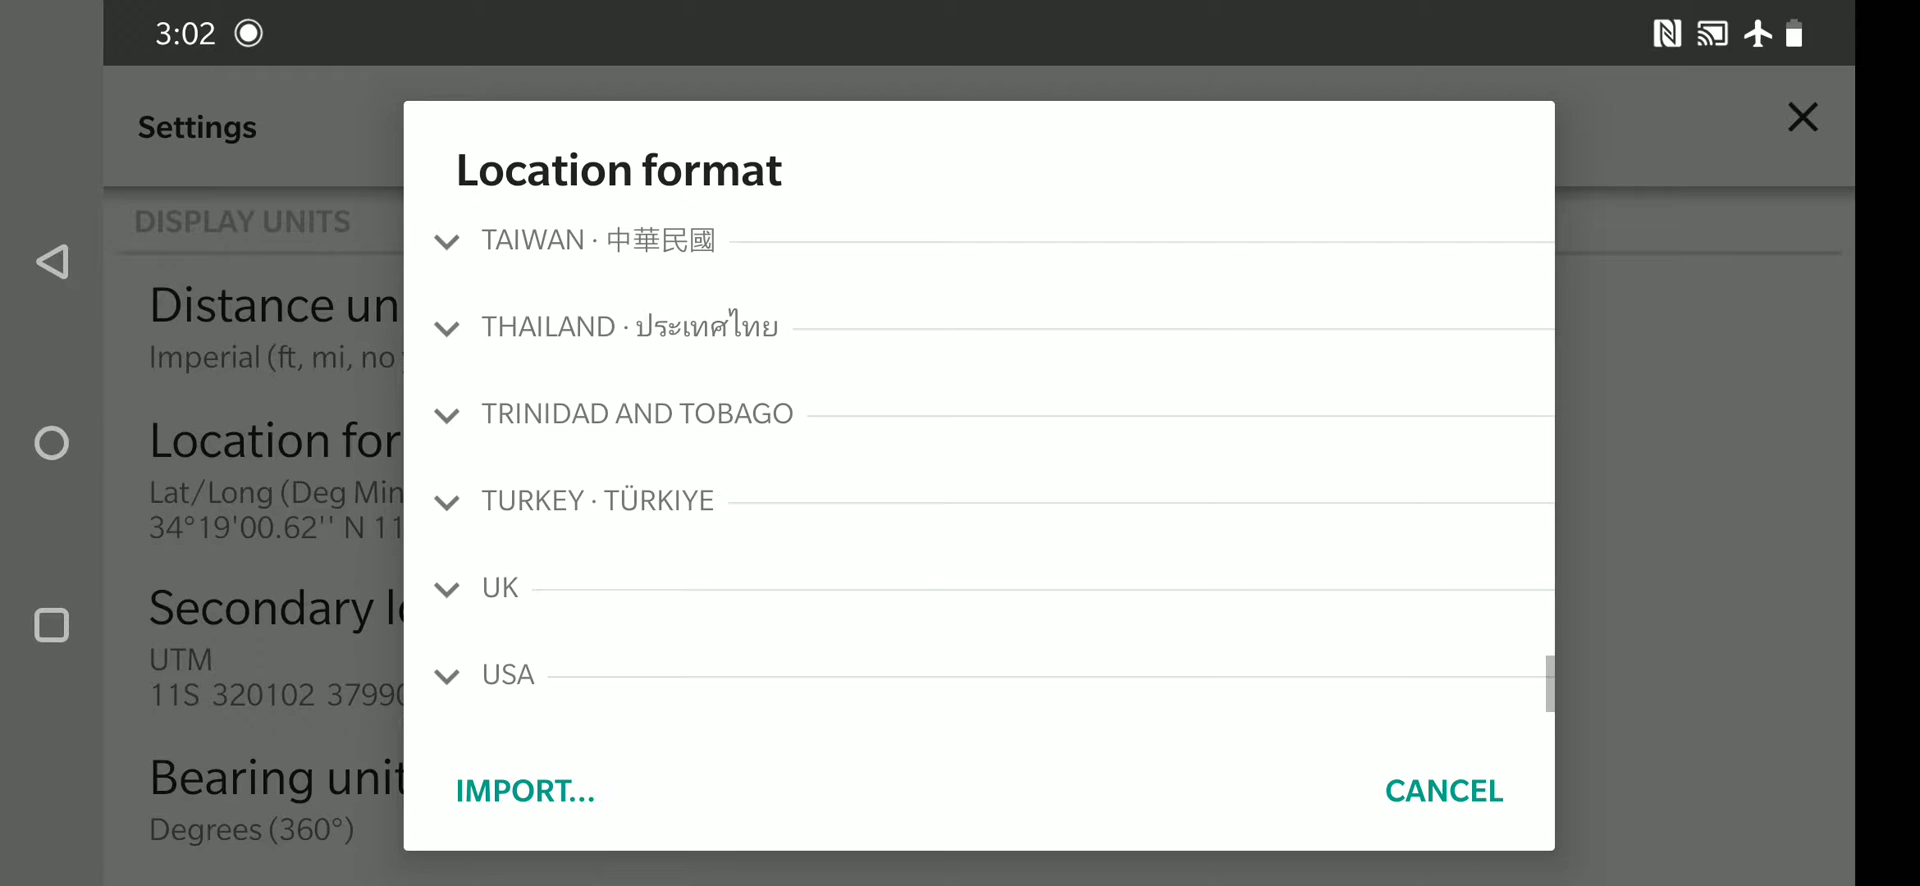 3:02
Settings
DISPLAY UNITS
Distance un
Imperial (ft, mi, no
Location for
Lat/Long (Deg Min
34°19'00.62'' N 11
Secondary lo
UTM
11S 320102 37990
Bearing unit
Degrees (360°)
Location format
TAIWAN · 中華民國
THAILAND · ประเทศไทย
TRINIDAD AND TOBAGO
TURKEY · TÜRKIYE
UK
USA
IMPORT...
CANCEL